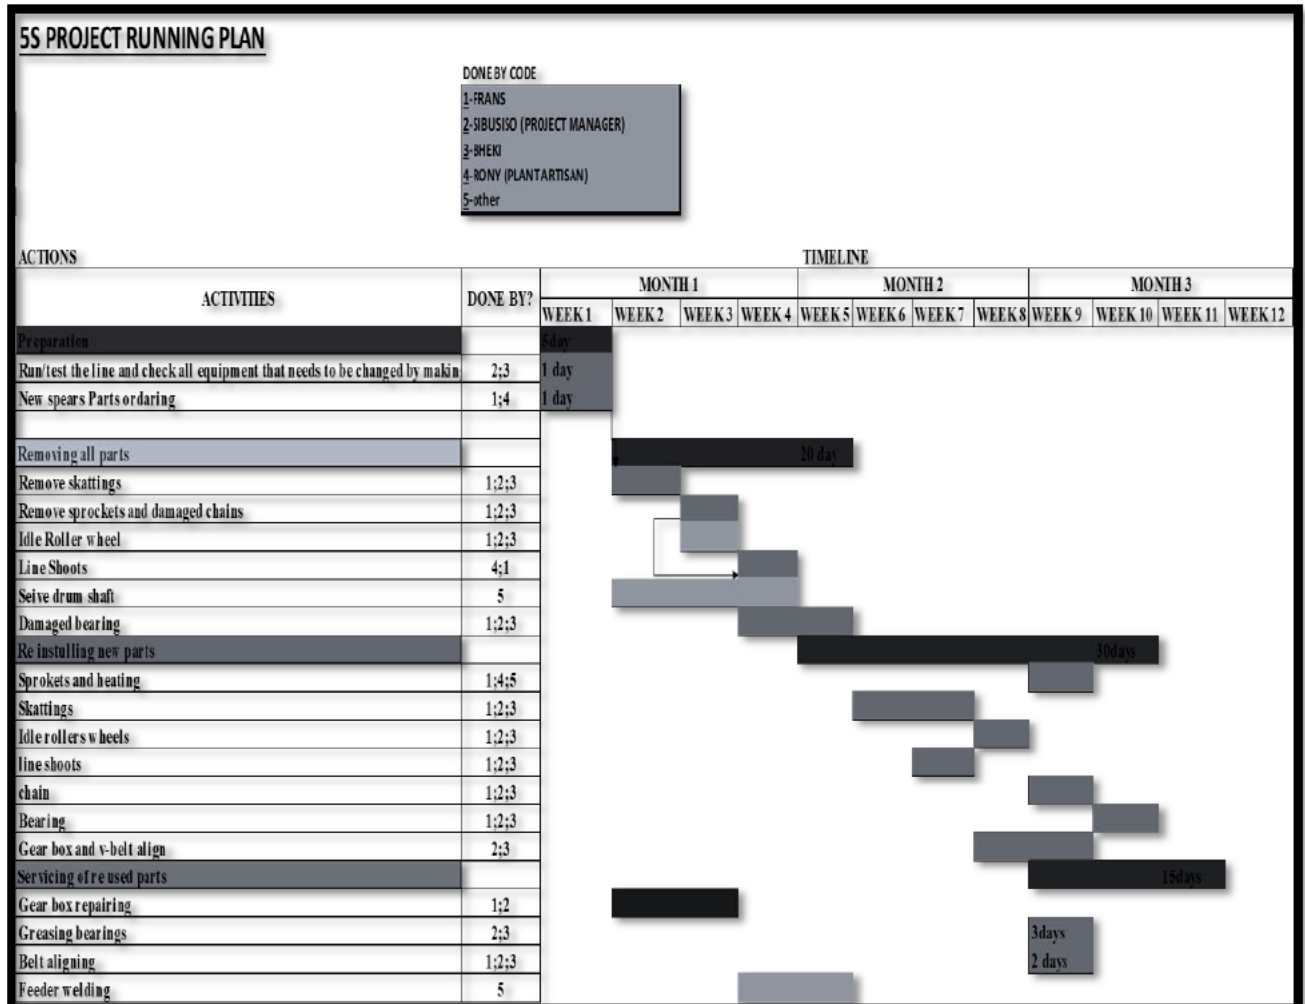 5S PROJECT RUNNING PLAN
DONE BY CODE
1-FRANS
2-SIBUSISO (PROJECT MANAGER)
3-BHEKI
4-RONY (PLANT ARTISAN)
5-other
ACTIONS TIMELINE
ACTIVITIES DONE BY? MONTH 1 MONTH 2 MONTH 3
WEEK 1 WEEK 2 WEEK 3 WEEK 4 WEEK 5 WEEK 6 WEEK 7 WEEK 8 WEEK 9 WEEK 10 WEEK 11 WEEK 12
Preparation 5day
Run/test the line and check all equipment that needs to be changed by makin 2;3 1 day
New spears Parts ordaring 1;4 1 day
Removing all parts 20 day
Remove skattings 1;2;3
Remove sprockets and damaged chains 1;2;3
Idle Roller wheel 1;2;3
Line Shoots 4;1
Seive drum shaft 5
Damaged bearing 1;2;3
Re instulling new parts 30days
Sprokets and heating 1;4;5
Skattings 1;2;3
Idle rollers wheels 1;2;3
line shoots 1;2;3
chain 1;2;3
Bearing 1;2;3
Gear box and v-belt align 2;3
Servicing of re used parts 15days
Gear box repairing 1;2
Greasing bearings 2;3 3days
Belt aligning 1;2;3 2 days
Feeder welding 5